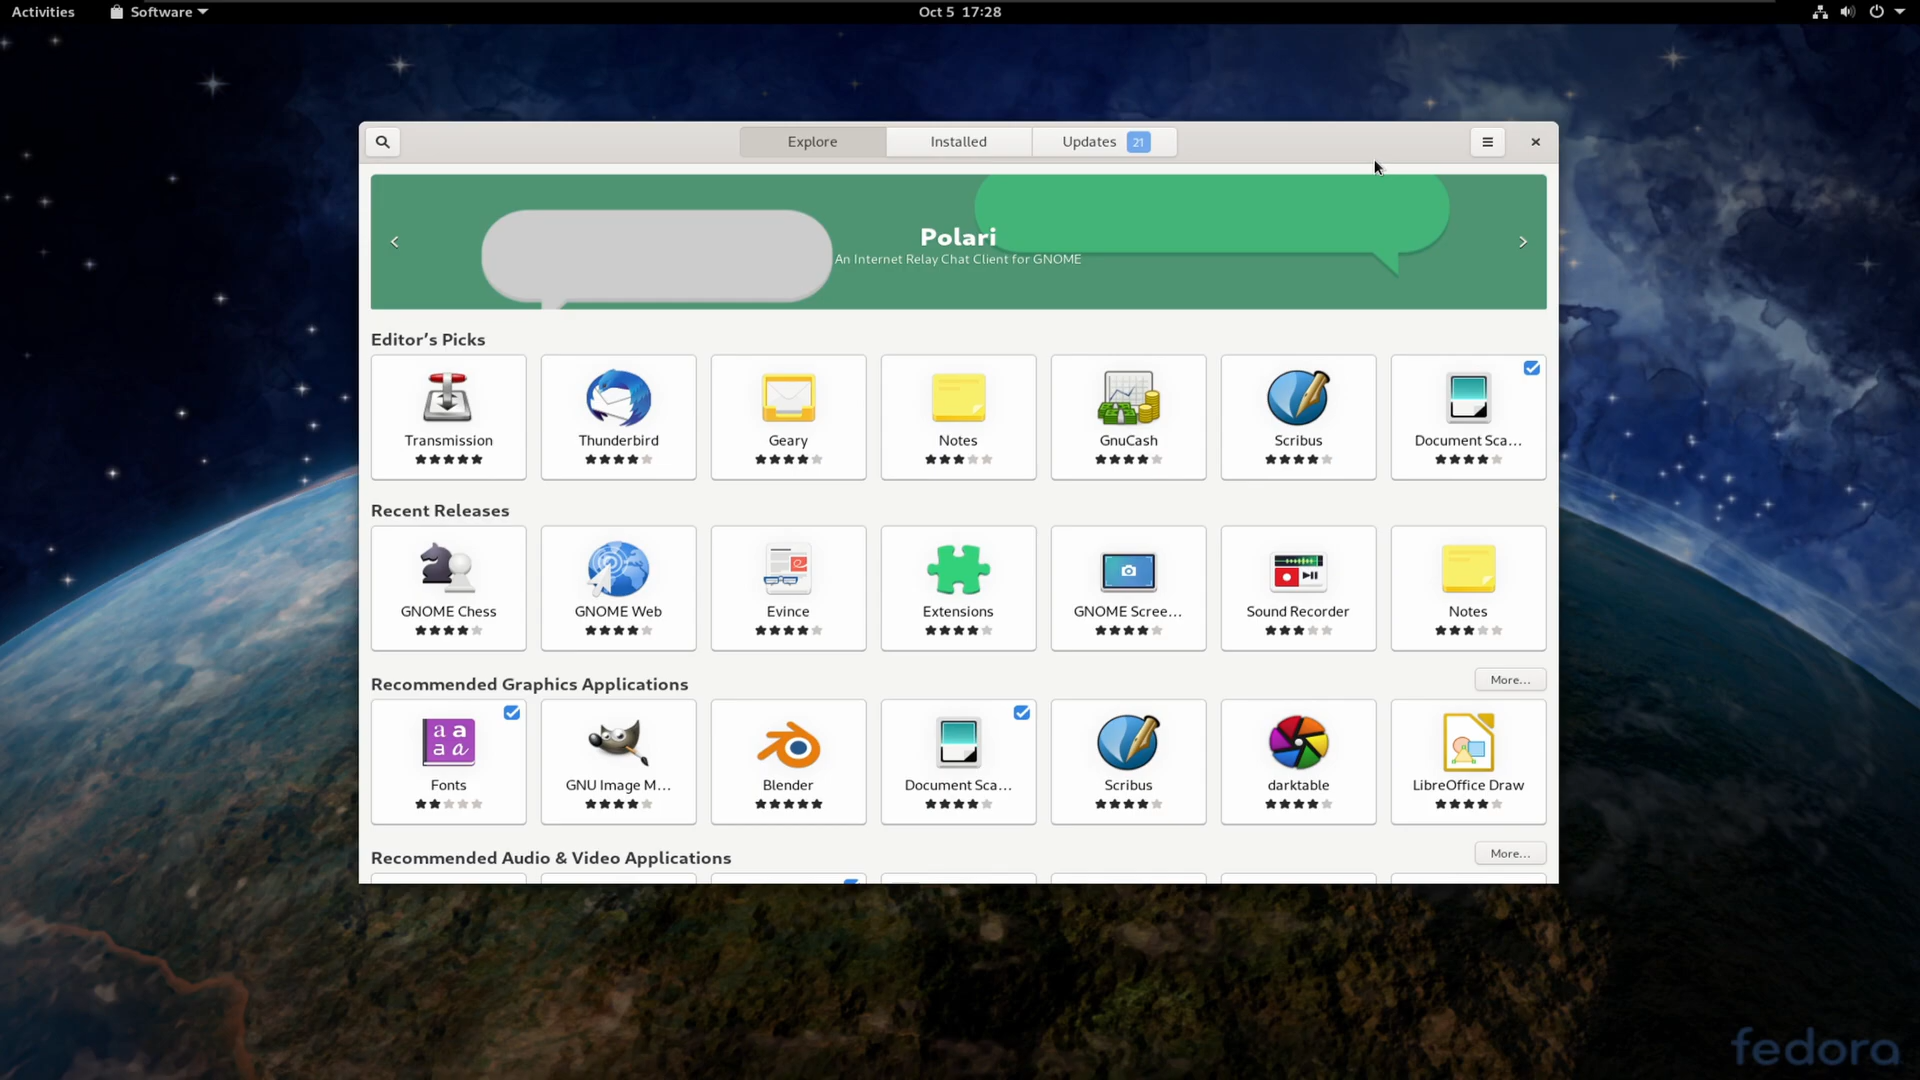 Activities Software Oct 5 17:28
Explore Installed Updates 21
Polari
An Internet Relay Chat Client for GNOME
Editor’s Picks
Transmission Thunderbird Geary Notes GnuCash Scribus Document Sca...
Recent Releases
GNOME Chess GNOME Web Evince Extensions GNOME Scree... Sound Recorder Notes
Recommended Graphics Applications More...
a a
a a
Fonts GNU Image M... Blender Document Sca... Scribus darktable LibreOffice Draw
Recommended Audio & Video Applications More...
fedora